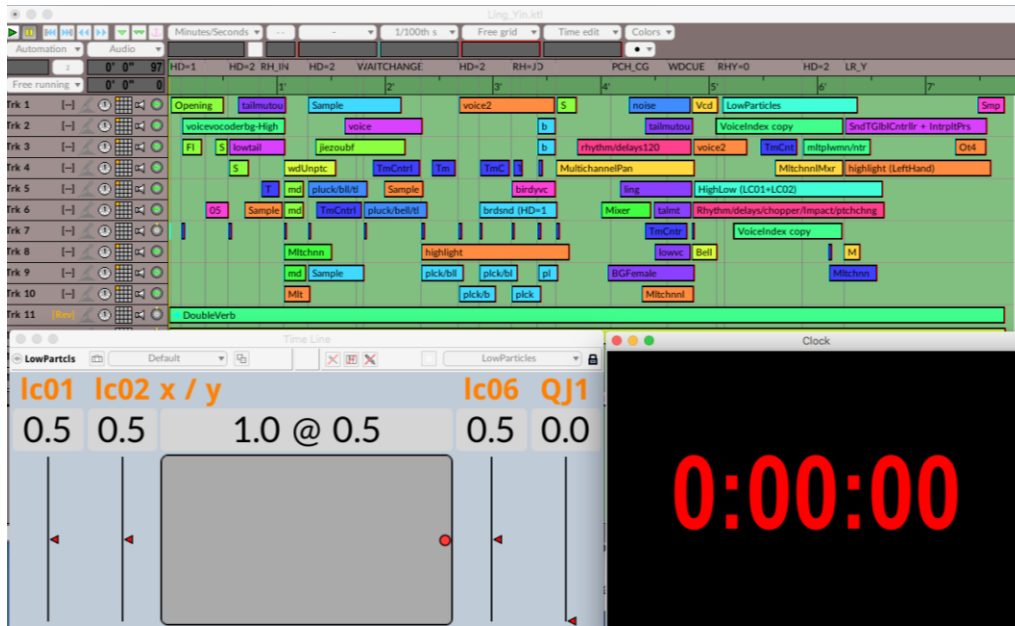 Ling_Yin.ktl
Minutes/Seconds -- - 1/100th s Free grid Time edit Colors
Automation Audio
z 0' 0" 97 HD=1 HD=2 RH_IN HD=2 WAITCHANGE HD=2 RH=JD PCH_CG WDCUE RHY=0 HD=2 LR_Y
Free running 0' 0" 0 1' 2' 3' 4' 5' 6' 7'
Trk 1 [--] Opening tailmutou Sample voice2 S noise Vcd LowParticles Smp
Trk 2 [--] voicevocoderbg-High voice b tailmutou VoiceIndex copy SndTGlblCntrllr + IntrpltPrs
Trk 3 [--] Fl S lowtail jiezoubf b rhythm/delays120 voice2 TmCnt mltplwmn/ntr Ot4
Trk 4 [--] S wdUnptc TmCntrl Tm TmC T MultichannelPan MltchnnlMxr highlight (LeftHand)
Trk 5 [--] T md pluck/bll/tl Sample birdyvc ling HighLow (LC01+LC02)
Trk 6 [--] 05 Sample md TmCntrl pluck/bell/tl brdsnd (HD=1 Mixer talmt Rhythm/delays/chopper/Impact/ptchchng
Trk 7 [--] TmCntr VoiceIndex copy
Trk 8 [--] Mltchnn highlight lowvc Bell M
Trk 9 [--] md Sample plck/bll plck/bl pl BGFemale Mltchnn
Trk 10 [--] Mlt plck/b plck Mltchnnl
Trk 11 [Rev] DoubleVerb
Time Line
LowPartcls Default LowParticles
lc01 lc02 x / y lc06 QJ1
0.5 0.5 1.0 @ 0.5 0.5 0.0
Clock
0:00:00